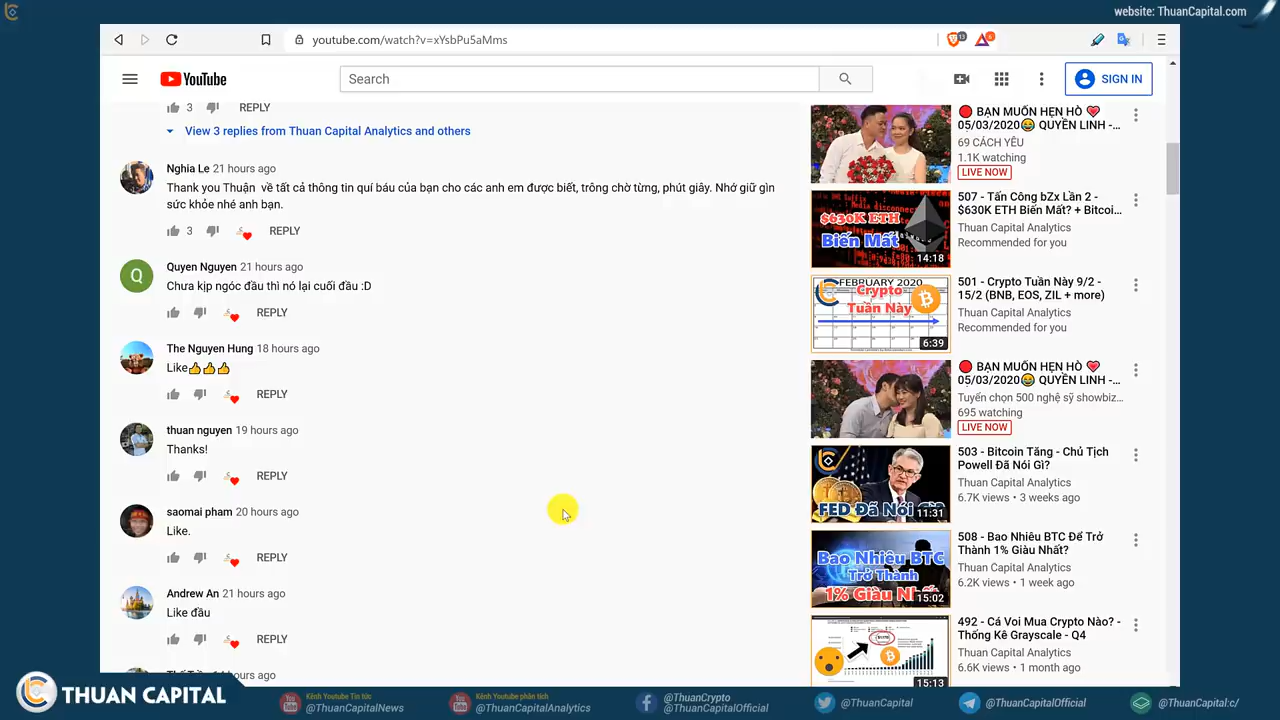 website: ThuanCapital.com
youtube.com/watch?v=xYsbPu5aMms
13
YouTube
Search
SIGN IN
3 REPLY
View 3 replies from Thuan Capital Analytics and others
Nghia Le 21 hours ago
Thank you Thuận về tất cả thông tin quí báu của bạn cho các anh em được biết, trông chờ từng, phút giây. Nhớ giữ gìn
sức khỏe nhé anh bạn.
3 REPLY
Q
Quyen Nguyen 21 hours ago
Chưa kịp ngóc đầu thì nó lại cuối đầu :D
REPLY
The Nguyen Hung 18 hours ago
Like👍👍👍
REPLY
thuan nguyen 19 hours ago
Thanks!
REPLY
saomai pham 20 hours ago
Like.
REPLY
Andrew An 21 hours ago
Like đầu
REPLY
hours ago
🔴 BẠN MUỐN HẸN HÒ 💖
05/03/2020😂 QUYỀN LINH -...
69 CÁCH YÊU
1.1K watching
LIVE NOW
$630K ETH
Biến Mất
14:18
507 - Tấn Công bZx Lần 2 -
$630K ETH Biến Mất? + Bitcoi...
Thuan Capital Analytics
Recommended for you
FEBRUARY 2020
Crypto
Tuần Này
6:39
501 - Crypto Tuần Này 9/2 -
15/2 (BNB, EOS, ZIL + more)
Thuan Capital Analytics
Recommended for you
🔴 BẠN MUỐN HẸN HÒ 💖
05/03/2020😂 QUYỀN LINH -...
Tuyển chọn 500 nghệ sỹ showbiz...
695 watching
LIVE NOW
FED Đã Nói Gì?
11:31
503 - Bitcoin Tăng - Chủ Tịch
Powell Đã Nói Gì?
Thuan Capital Analytics
6.7K views • 3 weeks ago
Bao Nhiêu BTC
Trở Thành
1% Giàu Nhất?
15:02
508 - Bao Nhiêu BTC Để Trở
Thành 1% Giàu Nhất?
Thuan Capital Analytics
6.2K views • 1 week ago
15:13
492 - Cá Voi Mua Crypto Nào? -
Thống Kê Grayscale - Q4
Thuan Capital Analytics
6.6K views • 1 month ago
THUAN CAPITAL
Kênh Youtube Tin tức
@ThuanCapitalNews
Kênh Youtube phân tích
@ThuanCapitalAnalytics
@ThuanCrypto
@ThuanCapitalOfficial
@ThuanCapital
@ThuanCapitalOfficial
@ThuanCapital:c/